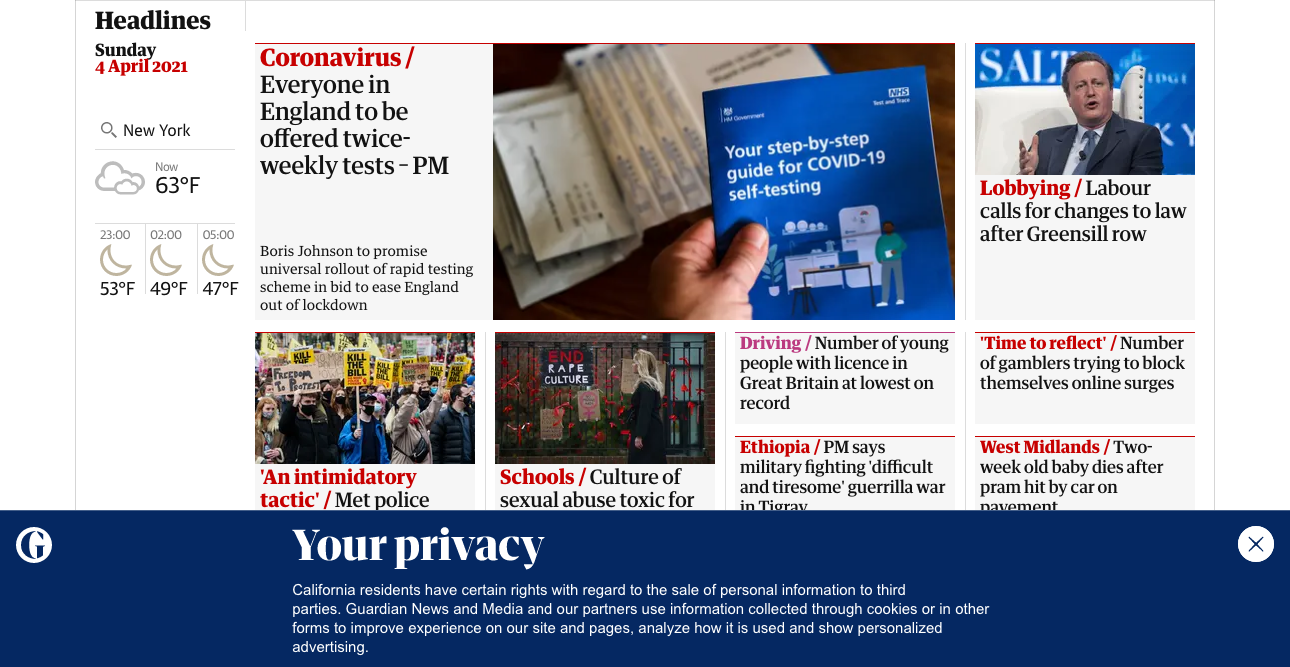 Headlines
Sunday
4 April 2021
New York
Now
63°F
23:00
02:00
05:00
53°F
49°F
47°F
Coronavirus /
Everyone in
England to be
offered twice-
weekly tests – PM
Boris Johnson to promise
universal rollout of rapid testing
scheme in bid to ease England
out of lockdown
HM Government
NHS
Test and Trace
Your step-by-step
guide for COVID-19
self-testing
SALT
Lobbying / Labour
calls for changes to law
after Greensill row
KILL THE BILL
FREEDOM
To PROTEST
'An intimidatory
tactic' / Met police
END
RAPE
CULTURE
Schools / Culture of
sexual abuse toxic for
Driving / Number of young
people with licence in
Great Britain at lowest on
record
Ethiopia / PM says
military fighting 'difficult
and tiresome' guerrilla war
in Tigray
'Time to reflect' / Number
of gamblers trying to block
themselves online surges
West Midlands / Two-
week old baby dies after
pram hit by car on
pavement
Your privacy
California residents have certain rights with regard to the sale of personal information to third
parties. Guardian News and Media and our partners use information collected through cookies or in other
forms to improve experience on our site and pages, analyze how it is used and show personalized
advertising.